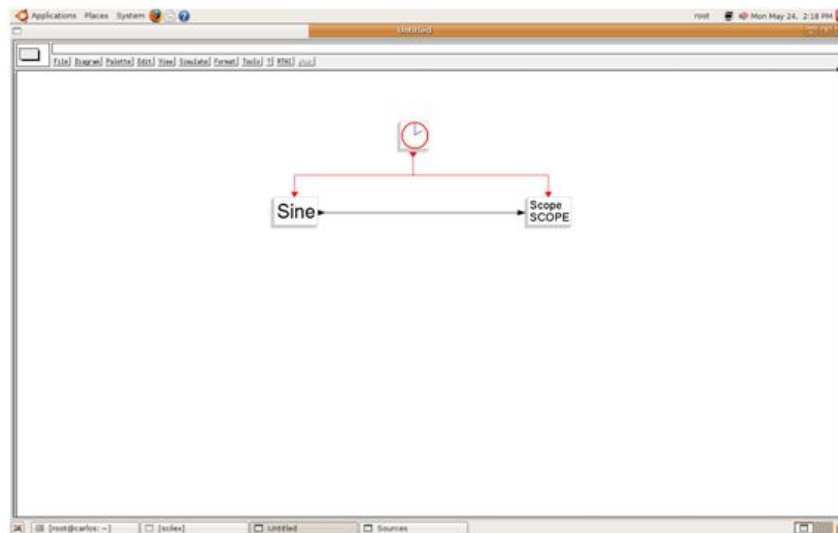 Applications Places System
root Mon May 24, 2:18 PM
Untitled
File Diagram Palette Edit View Simulate Format Tools ? RTAI
Sine
Scope
SCOPE
[root@carlos: ~] [scilex] Untitled Sources